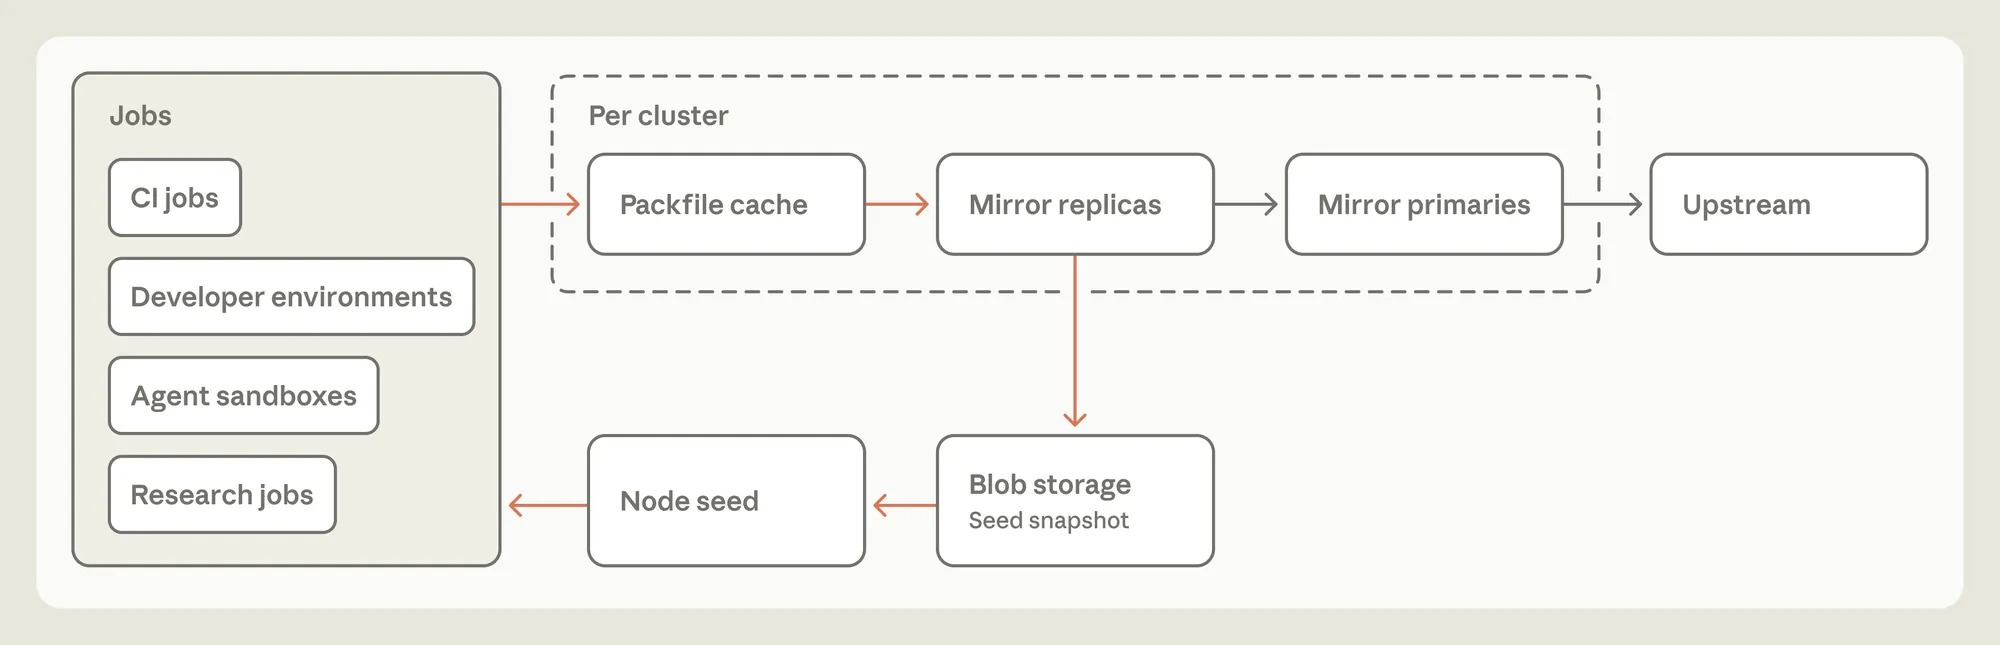 Jobs
CI jobs
Developer environments
Agent sandboxes
Research jobs
Per cluster
Packfile cache
Mirror replicas
Mirror primaries
Upstream
Node seed
Blob storage
Seed snapshot